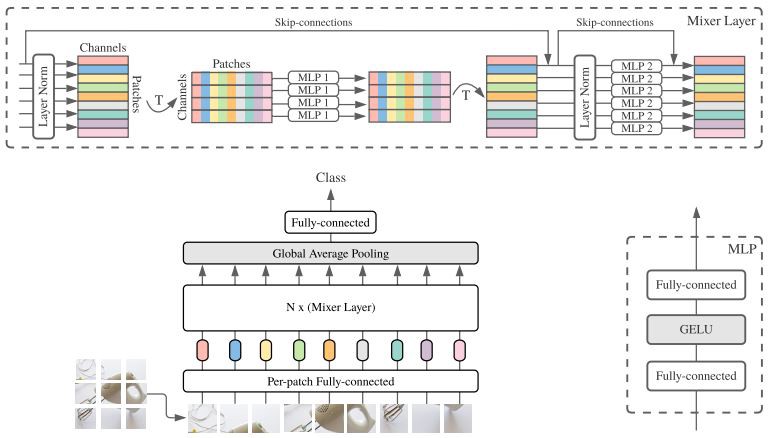 Skip-connections
Skip-connections
Mixer Layer
Channels
Patches
Layer Norm
Patches
T
Channels
MLP 1
MLP 1
MLP 1
MLP 1
T
Layer Norm
MLP 2
MLP 2
MLP 2
MLP 2
MLP 2
MLP 2
Class
Fully-connected
Global Average Pooling
N x (Mixer Layer)
Per-patch Fully-connected
MLP
Fully-connected
GELU
Fully-connected